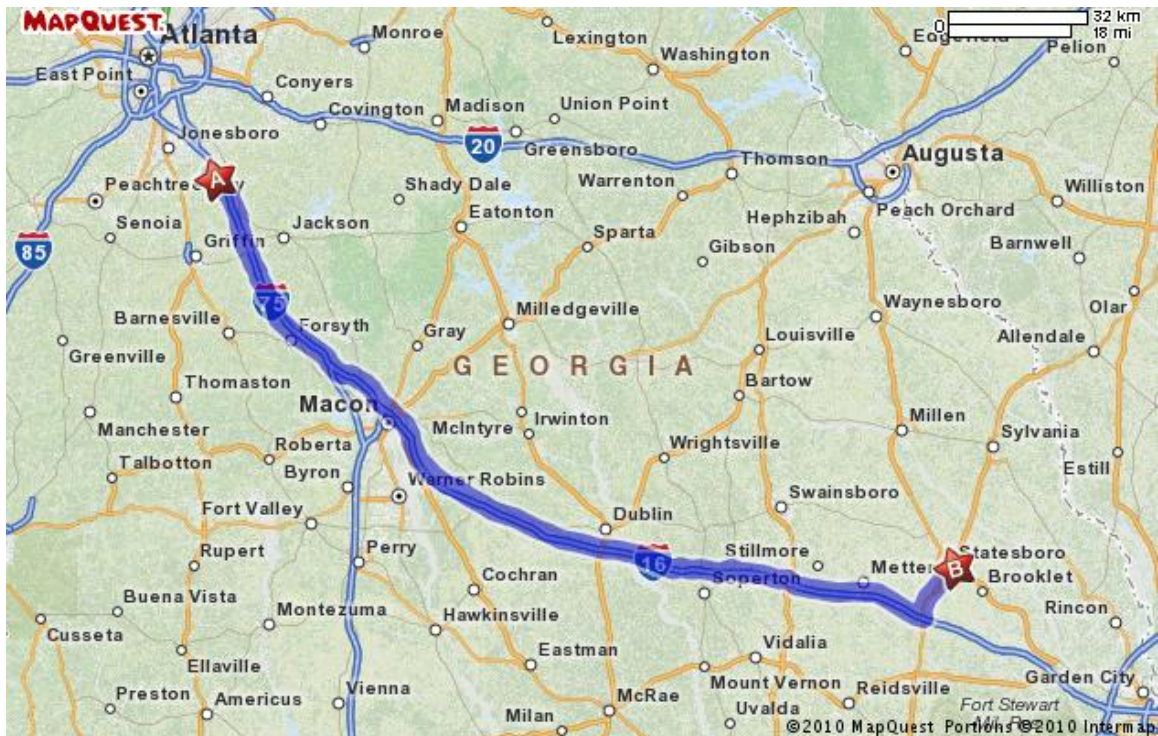 MAPQUEST
32 km
0
18 mi
Atlanta
Monroe
Lexington
Washington
Edgefield
Pelion
East Point
Conyers
Covington
Madison
Union Point
Jonesboro
20
Greensboro
Thomson
Augusta
A
Shady Dale
Warrenton
Williston
Senoia
Jackson
Eatonton
Hephzibah
Peach Orchard
85
Griffin
Sparta
Gibson
Barnwell
75
Milledgeville
Waynesboro
Olar
Barnesville
Forsyth
Gray
Louisville
Allendale
Greenville
GEORGIA
Thomaston
Bartow
Macon
Irwinton
Millen
Manchester
McIntyre
Sylvania
Roberta
Wrightsville
Talbotton
Byron
Warner Robins
Estill
Swainsboro
Fort Valley
Dublin
Rupert
Perry
16
Stillmore
Statesboro
Metter
B
Cochran
Soperton
Brooklet
Buena Vista
Montezuma
Hawkinsville
Rincon
Cusseta
Ellaville
Eastman
Vidalia
Preston
Americus
Vienna
McRae
Mount Vernon
Reidsville
Garden City
Milan
Uvalda
Fort Stewart
©2010 MapQuest Portions ©2010 Intermap